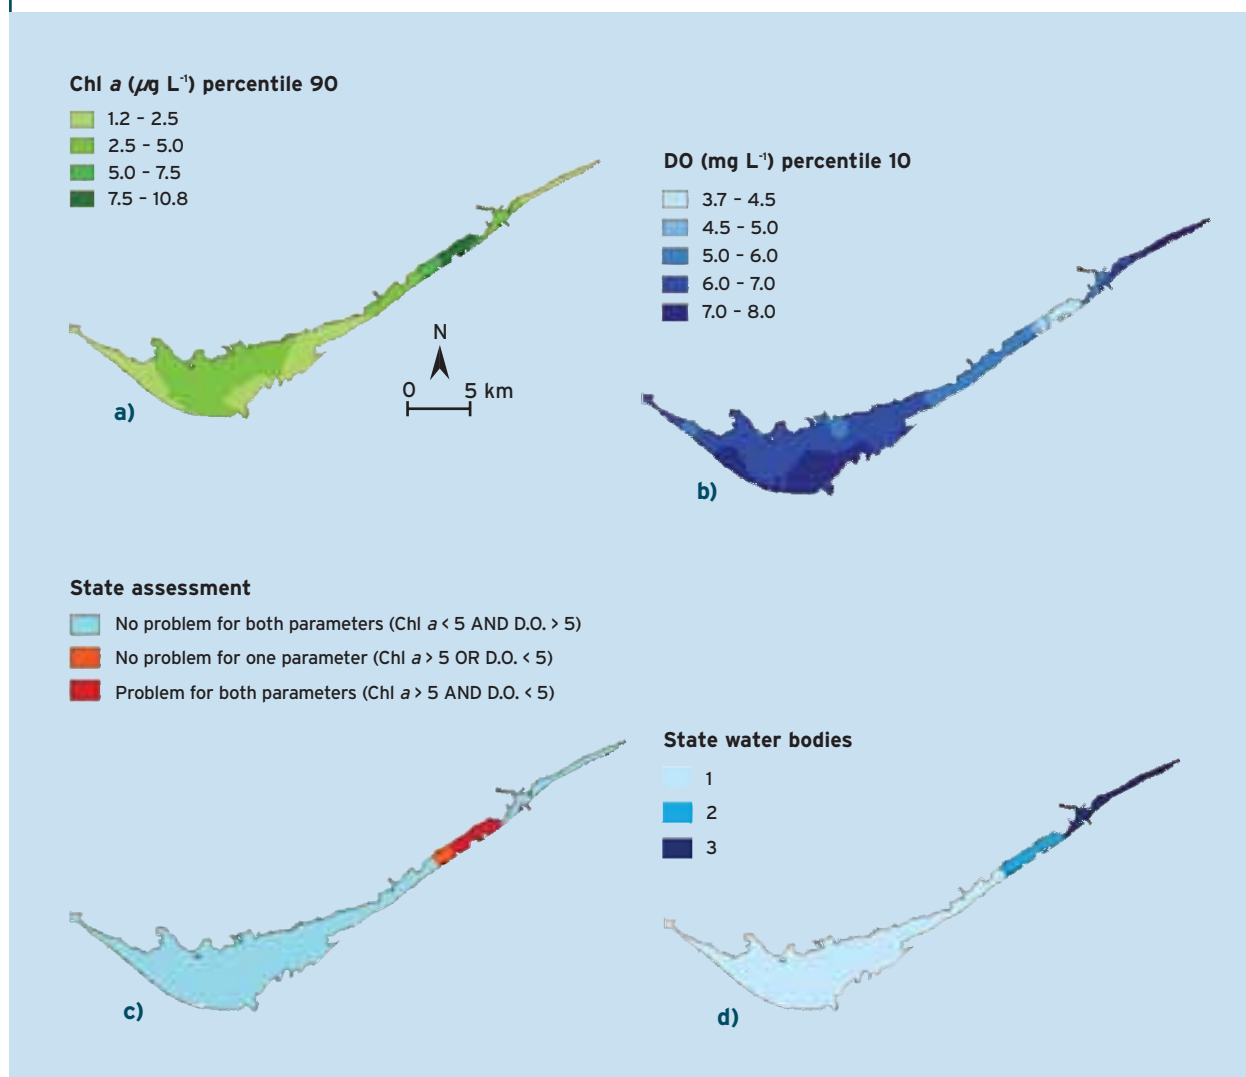 Chl a (μg L-1) percentile 90
1.2 – 2.5
2.5 – 5.0
5.0 – 7.5
7.5 – 10.8
N
0 5 km
a)
DO (mg L-1) percentile 10
3.7 – 4.5
4.5 – 5.0
5.0 – 6.0
6.0 – 7.0
7.0 – 8.0
b)
State assessment
No problem for both parameters (Chl a < 5 AND D.O. > 5)
No problem for one parameter (Chl a > 5 OR D.O. < 5)
Problem for both parameters (Chl a > 5 AND D.O. < 5)
c)
State water bodies
1
2
3
d)